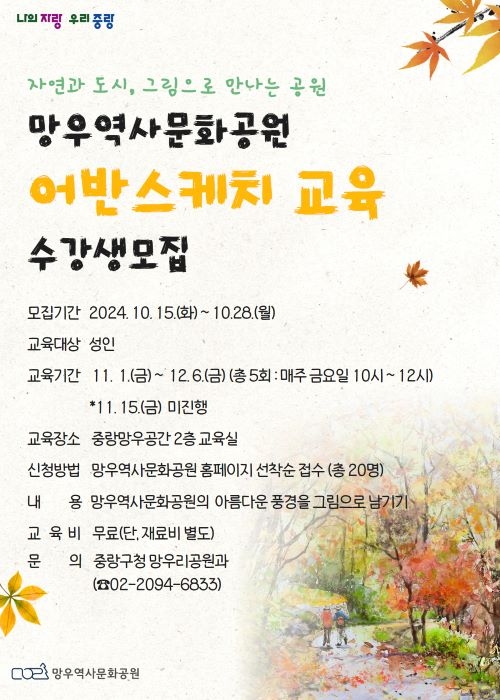 나의 자랑 우리 중랑
자연과 도시, 그림으로 만나는 공원
망우역사문화공원
어반스케치 교육
수강생모집
모집기간 2024. 10. 15.(화) ~ 10.28.(월)
교육대상 성인
교육기간 11. 1.(금) ~ 12. 6.(금) (총 5회 : 매주 금요일 10시 ~ 12시)
*11. 15.(금) 미진행
교육장소 중랑망우공간 2층 교육실
신청방법 망우역사문화공원 홈페이지 선착순 접수 (총 20명)
내 용 망우역사문화공원의 아름다운 풍경을 그림으로 남기기
교 육 비 무료(단, 재료비 별도)
문 의 중랑구청 망우리공원과
(☎02-2094-6833)
망우역사문화공원